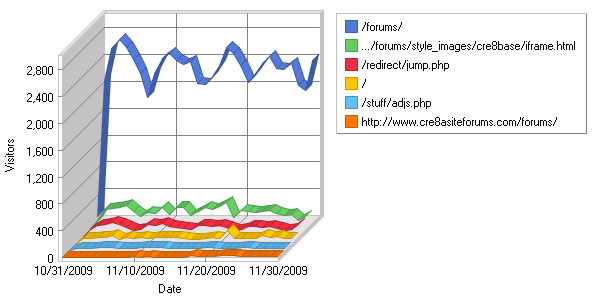 2,800
2,400
2,000
1,600
1,200
800
400
0
Visitors
10/31/2009
11/10/2009
11/20/2009
11/30/2009
Date
/forums/
.../forums/style_images/cre8base/iframe.html
/redirect/jump.php
/
/stuff/adjs.php
http://www.cre8asiteforums.com/forums/